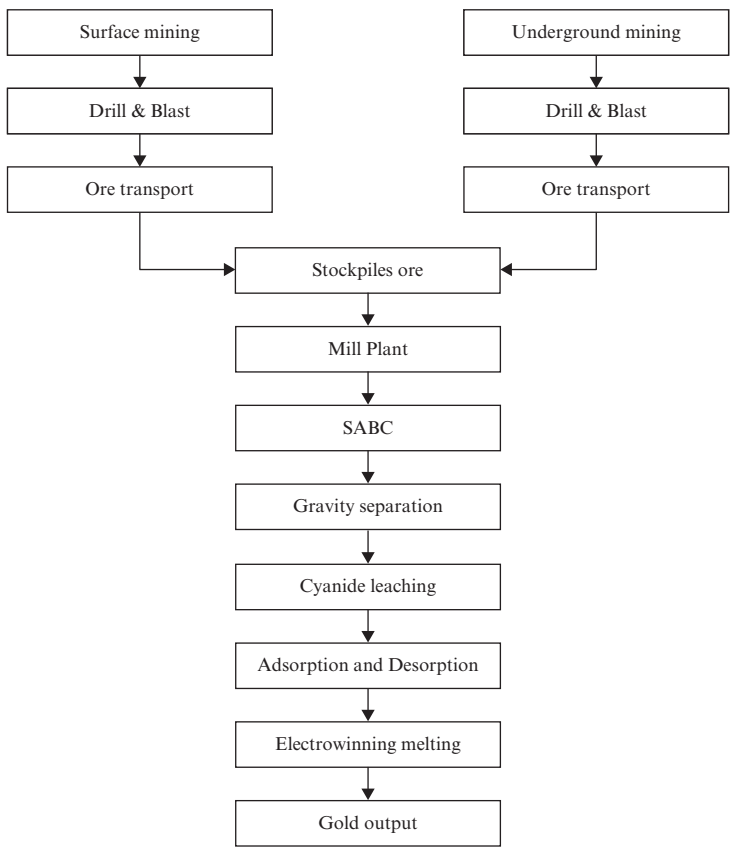 Surface mining
Underground mining
Drill & Blast
Drill & Blast
Ore transport
Ore transport
Stockpiles ore
Mill Plant
SABC
Gravity separation
Cyanide leaching
Adsorption and Desorption
Electrowinning melting
Gold output